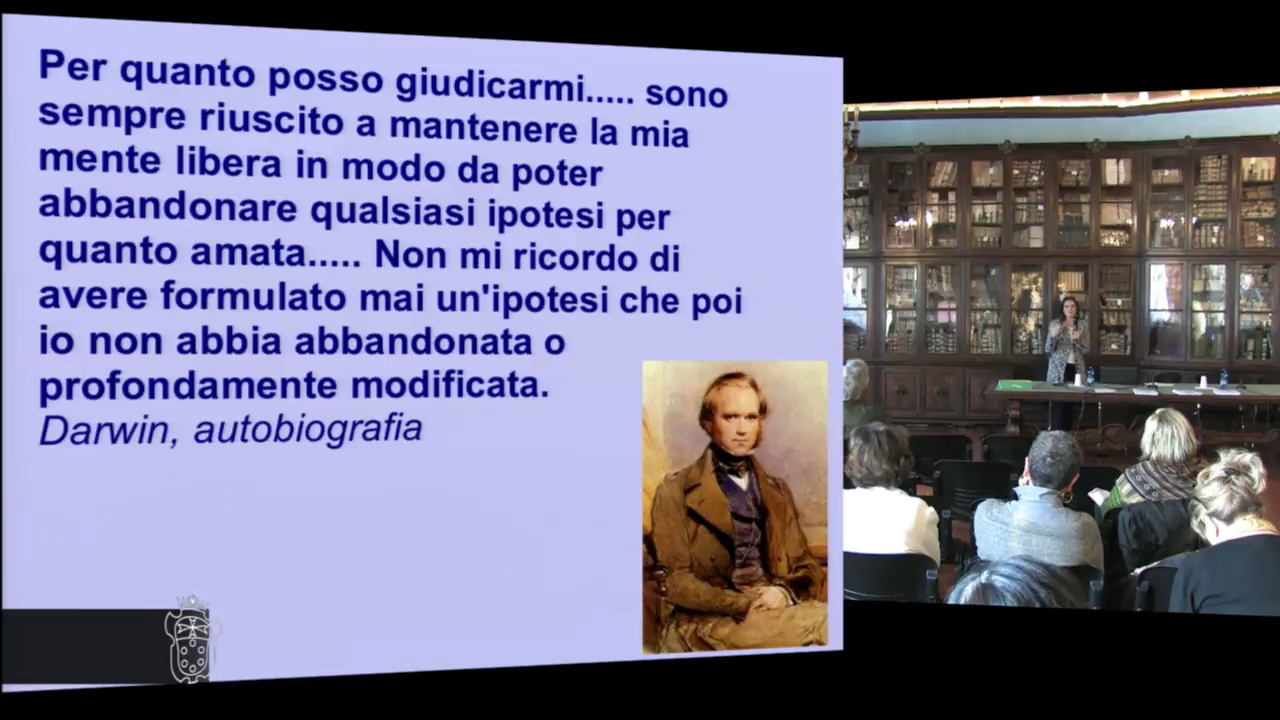 Per quanto posso giudicarmi..... sono
sempre riuscito a mantenere la mia
mente libera in modo da poter
abbandonare qualsiasi ipotesi per
quanto amata..... Non mi ricordo di
avere formulato mai un'ipotesi che poi
io non abbia abbandonata o
profondamente modificata.
Darwin, autobiografia